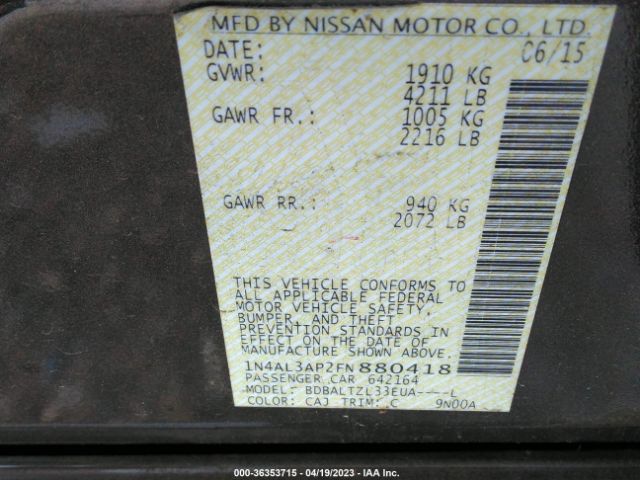 MFD BY NISSAN MOTOR CO., LTD.
DATE: 06/15
GVWR: 1910 KG
4211 LB
GAWR FR.: 1005 KG
2216 LB
GAWR RR.: 940 KG
2072 LB
THIS VEHICLE CONFORMS TO
ALL APPLICABLE FEDERAL
MOTOR VEHICLE SAFETY,
BUMPER, AND THEFT
PREVENTION STANDARDS IN
EFFECT ON THE DATE OF
MANUFACTURE SHOWN ABOVE.
1N4AL3AP2FN880418
PASSENGER CAR 642164
MODEL: BDBALTZL33EUA----L
COLOR: CAJ TRIM: C 9N00A
000-36353715 - 04/19/2023 - IAA Inc.